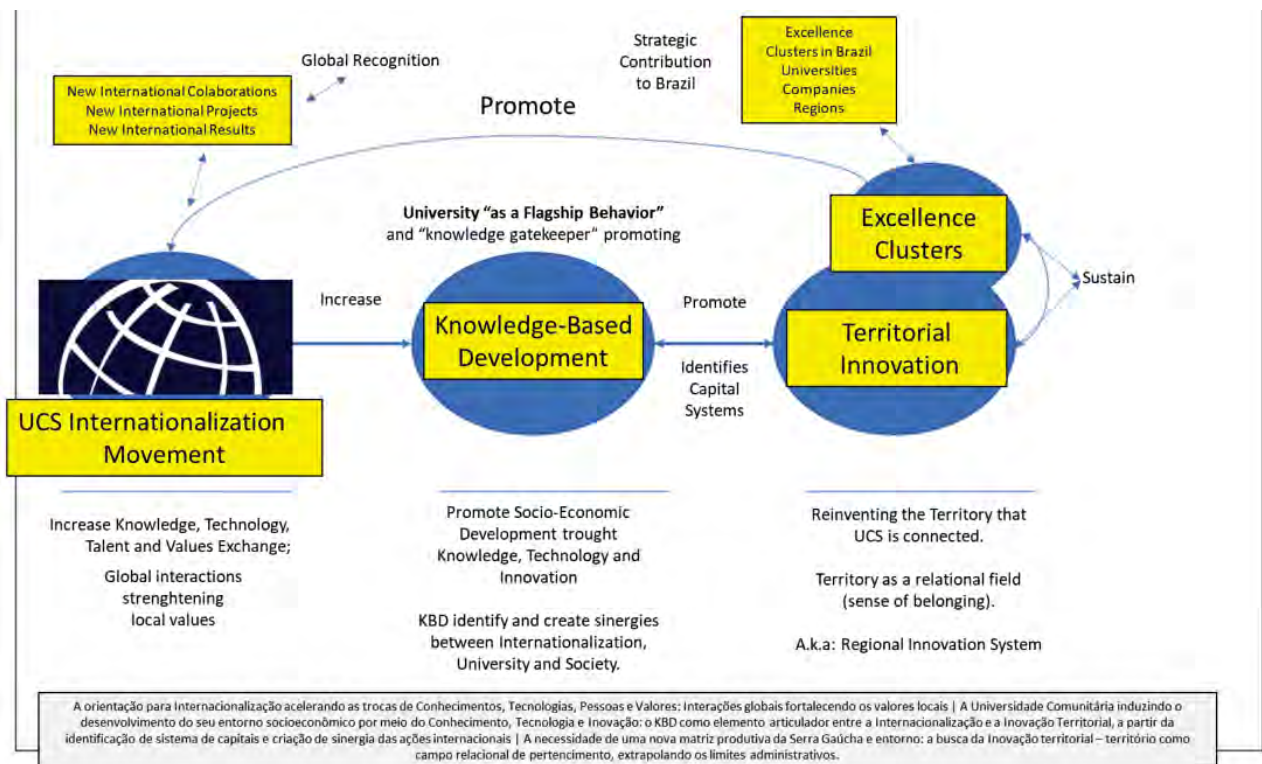 Global Recognition
New International Colaborations
New International Projects
New International Results
Promote
Strategic
Contribution
to Brazil
Excellence
Clusters in Brazil
Universities
Companies
Regions
University “as a Flagship Behavior”
and “knowledge gatekeeper“ promoting
Excellence
Clusters
Sustain
Increase
Knowledge-Based
Development
Promote
Identifies
Capital
Systems
Territorial
Innovation
UCS Internationalization
Movement
Increase Knowledge, Technology,
Talent and Values Exchange;
Global interactions
strenghtening
local values
Promote Socio-Economic
Development trought
Knowledge, Technology and
Innovation
KBD identify and create sinergies
between Internationalization,
University and Society.
Reinventing the Territory that
UCS is connected.
Territory as a relational field
(sense of belonging).
A.k.a: Regional Innovation System
A orientação para Internacionalização acelerando as trocas de Conhecimentos, Tecnologias, Pessoas e Valores: Interações globais fortalecendo os valores locais | A Universidade Comunitária induzindo o
desenvolvimento do seu entorno socioeconômico por meio do Conhecimento, Tecnologia e Inovação: o KBD como elemento articulador entre a Internacionalização e a Inovação Territorial, a partir da
identificação de sistema de capitais e criação de sinergia das ações internacionais | A necessidade de uma nova matriz produtiva da Serra Gaúcha e entorno: a busca da Inovação territorial – território como
campo relacional de pertencimento, extrapolando os limites administrativos.